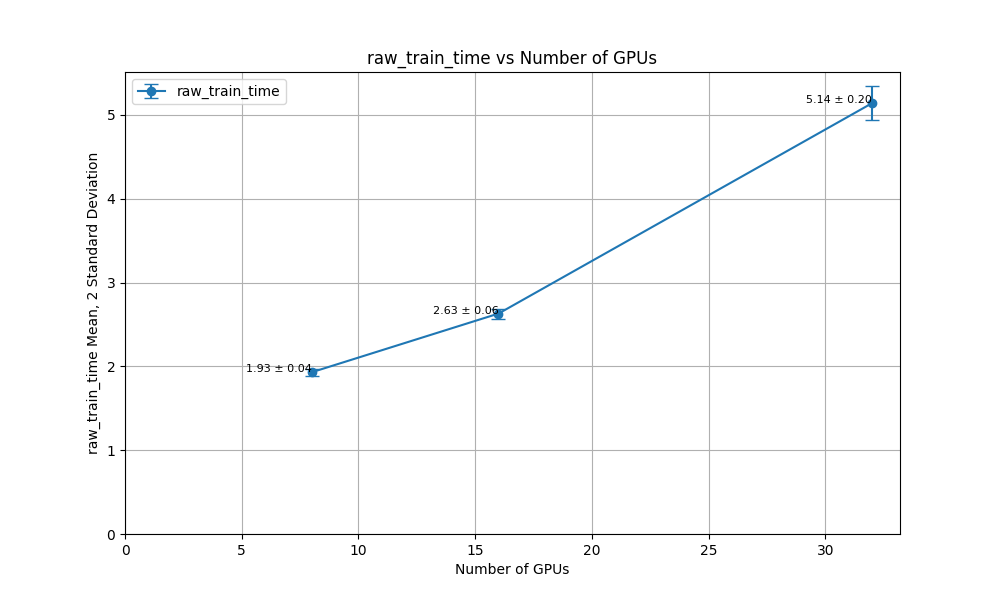 raw_train_time vs Number of GPUs
raw_train_time
5.14 ± 0.20
2.63 ± 0.06
1.93 ± 0.04
raw_train_time Mean, 2 Standard Deviation
5
4
3
2
1
0
0 5 10 15 20 25 30
Number of GPUs